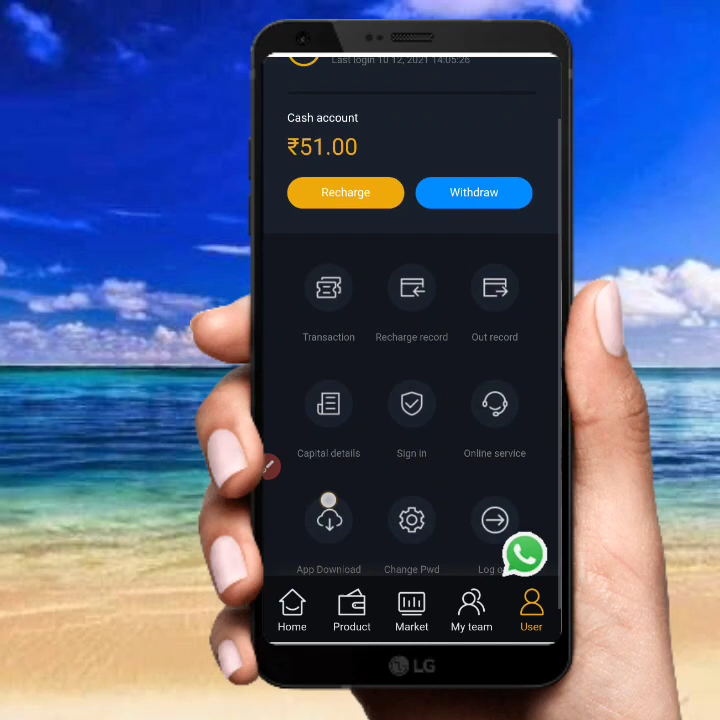 Last login 10 12, 2021 14:05:26
Cash account
₹51.00
Recharge Withdraw
Transaction Recharge record Out record
Capital details Sign in Online service
App Download Change Pwd Log o
Home Product Market My team User
LG